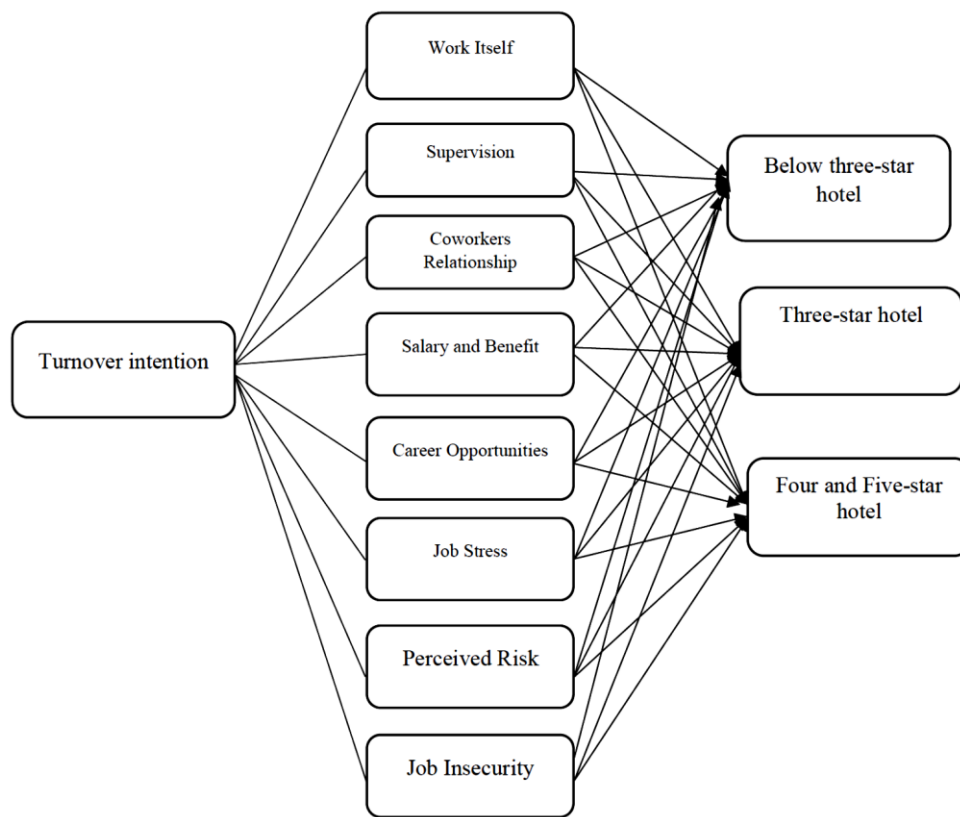 Turnover intention
Work Itself
Supervision
Coworkers
Relationship
Salary and Benefit
Career Opportunities
Job Stress
Perceived Risk
Job Insecurity
Below three-star
hotel
Three-star hotel
Four and Five-star
hotel